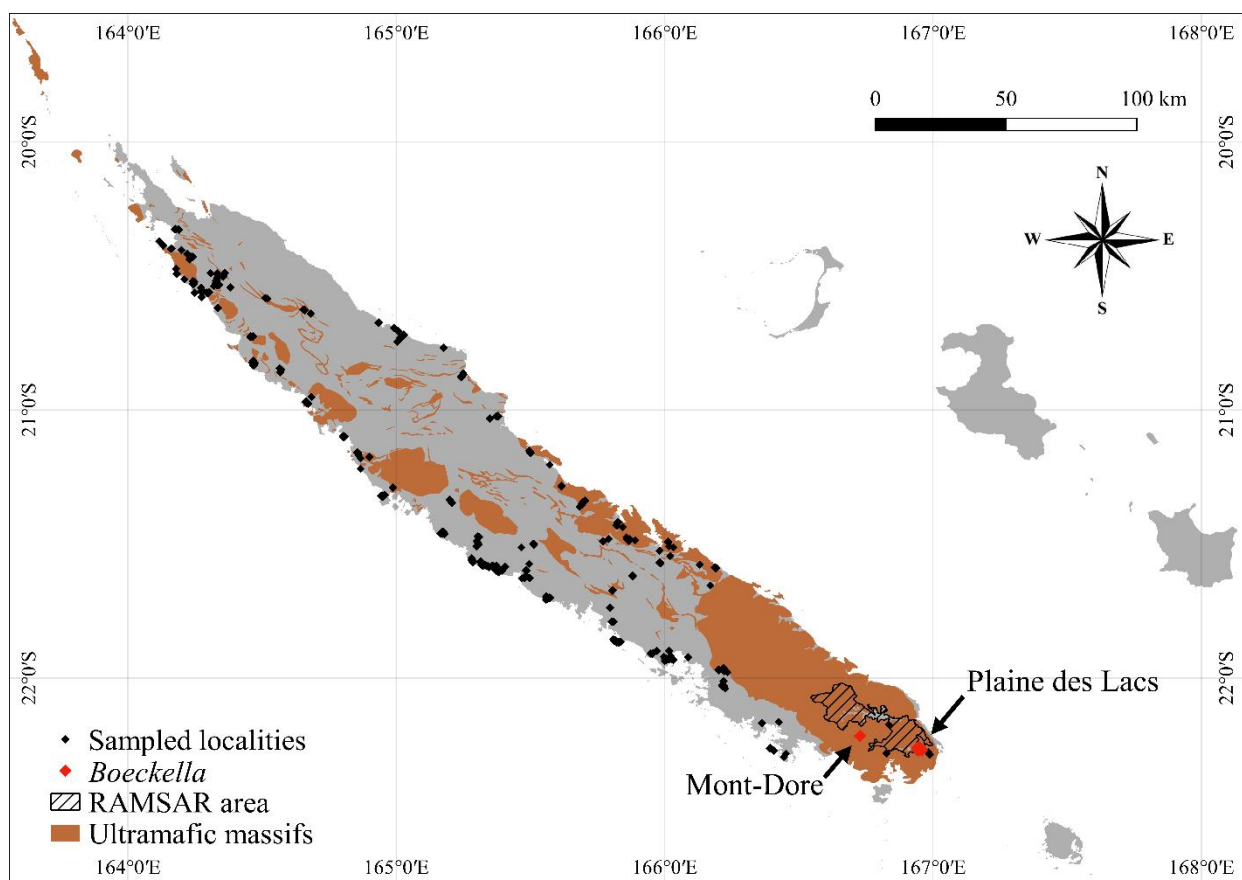 164°0′E 165°0′E 166°0′E 167°0′E 168°0′E
0 50 100 km
20°0′S 20°0′S
N
W E
S
21°0′S 21°0′S
22°0′S 22°0′S
Plaine des Lacs
Mont-Dore
Sampled localities
Boeckella
RAMSAR area
Ultramafic massifs
164°0′E 165°0′E 166°0′E 167°0′E 168°0′E